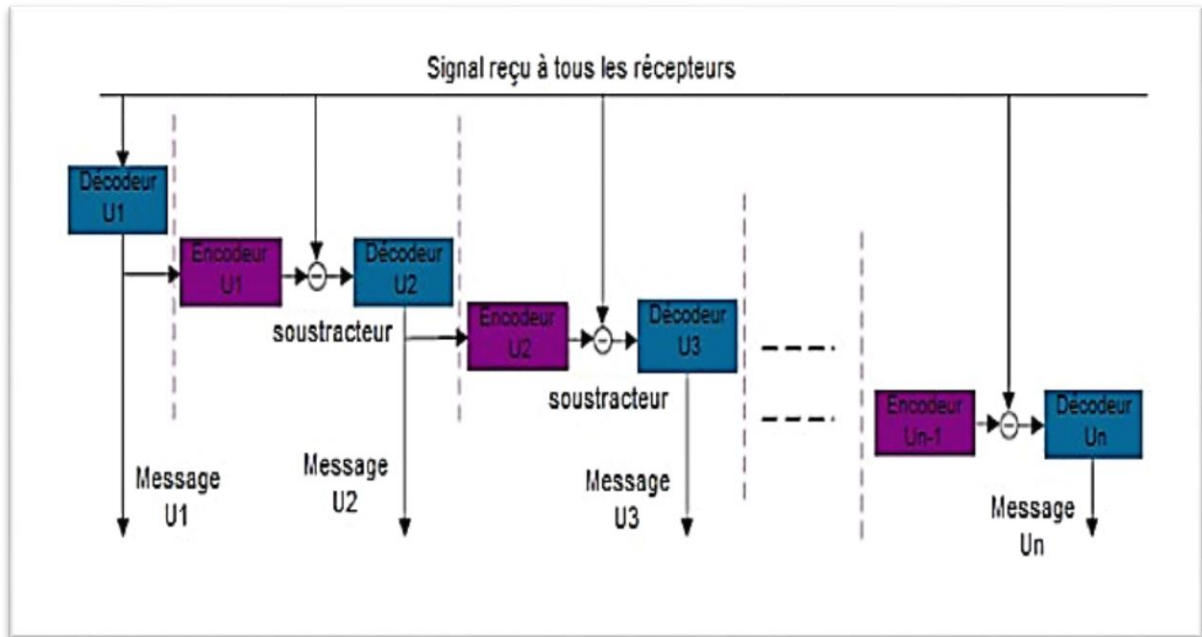 Signal reçu à tous les récepteurs
Décodeur
U1
Encodeur
U1
Décodeur
U2
soustracteur
Encodeur
U2
Décodeur
U3
soustracteur
Encodeur
Un-1
Décodeur
Un
Message
U1
Message
U2
Message
U3
Message
Un